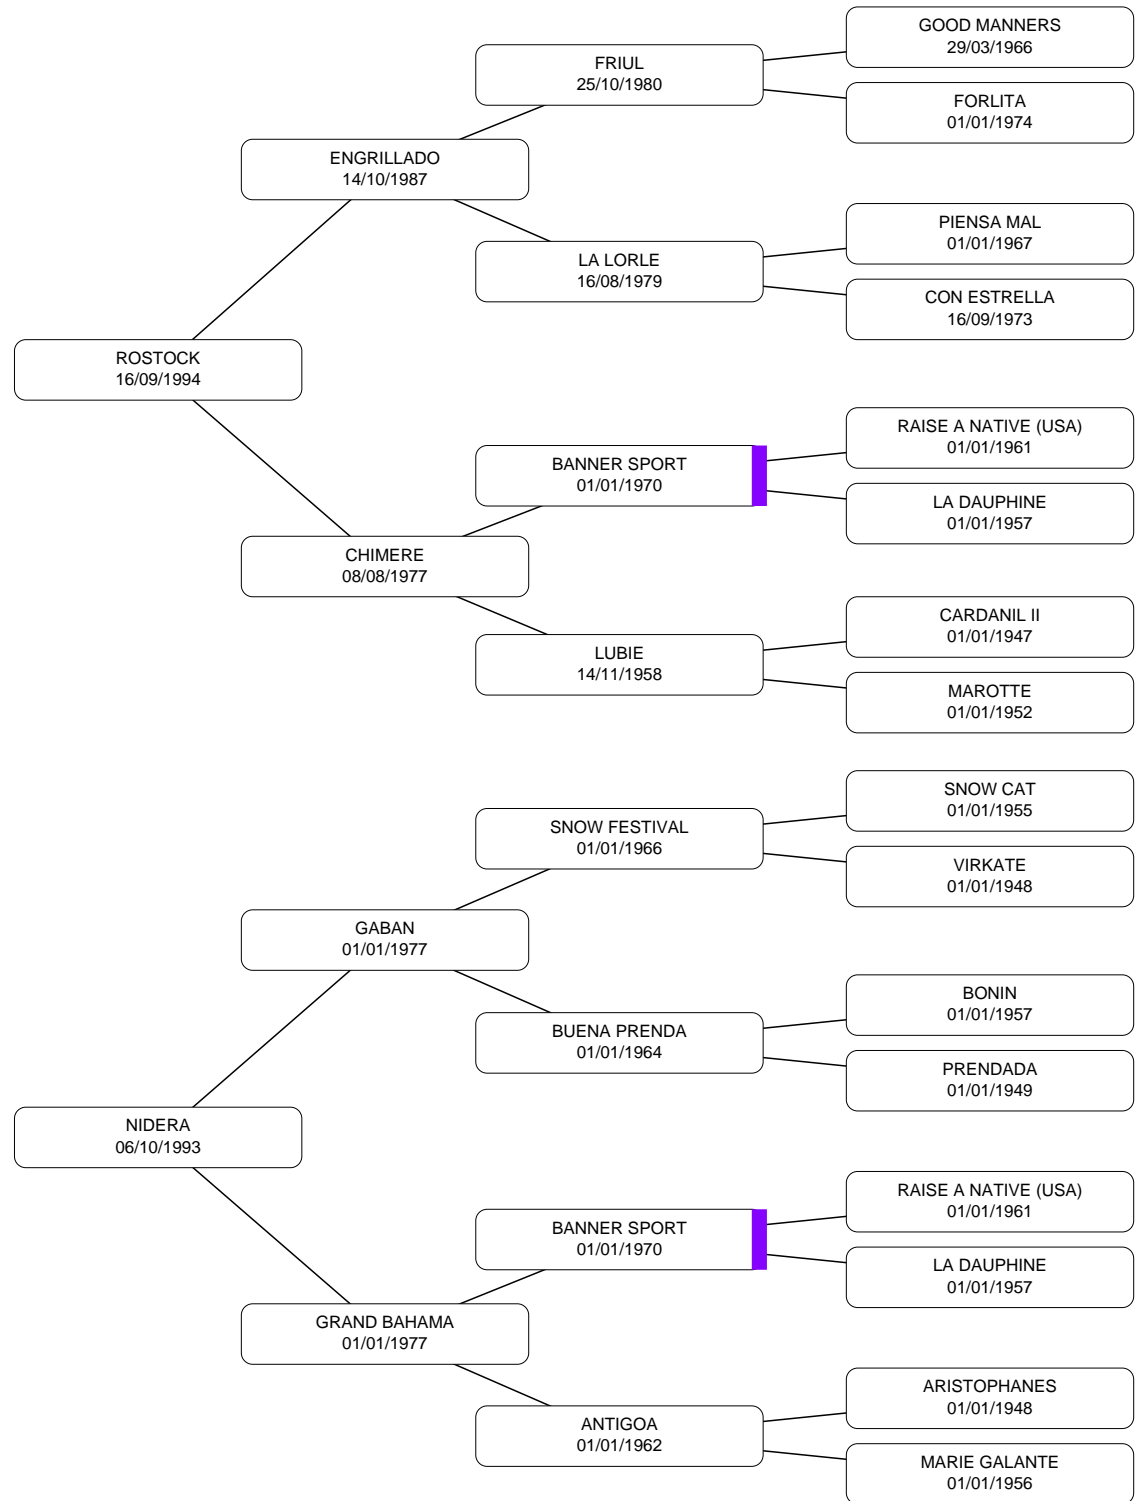 GOOD MANNERS
29/03/1966
FRIUL
25/10/1980
FORLITA
01/01/1974
ENGRILLADO
14/10/1987
PIENSA MAL
01/01/1967
LA LORLE
16/08/1979
CON ESTRELLA
16/09/1973
ROSTOCK
16/09/1994
RAISE A NATIVE (USA)
01/01/1961
BANNER SPORT
01/01/1970
LA DAUPHINE
01/01/1957
CHIMERE
08/08/1977
CARDANIL II
01/01/1947
LUBIE
14/11/1958
MAROTTE
01/01/1952
SNOW CAT
01/01/1955
SNOW FESTIVAL
01/01/1966
VIRKATE
01/01/1948
GABAN
01/01/1977
BONIN
01/01/1957
BUENA PRENDA
01/01/1964
PRENDADA
01/01/1949
NIDERA
06/10/1993
RAISE A NATIVE (USA)
01/01/1961
BANNER SPORT
01/01/1970
LA DAUPHINE
01/01/1957
GRAND BAHAMA
01/01/1977
ARISTOPHANES
01/01/1948
ANTIGOA
01/01/1962
MARIE GALANTE
01/01/1956